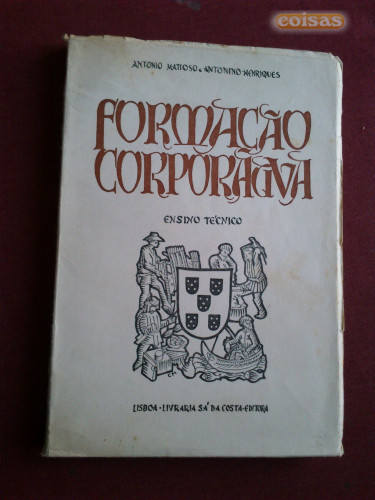 coisas
ANTONIO MATTOSO E ANTONINO HENRIQUES
FORMAÇÃO
CORPORATIVA
ENSINO TÉCNICO
LISBOA - LIVRARIA SÁ DA COSTA - EDITORA